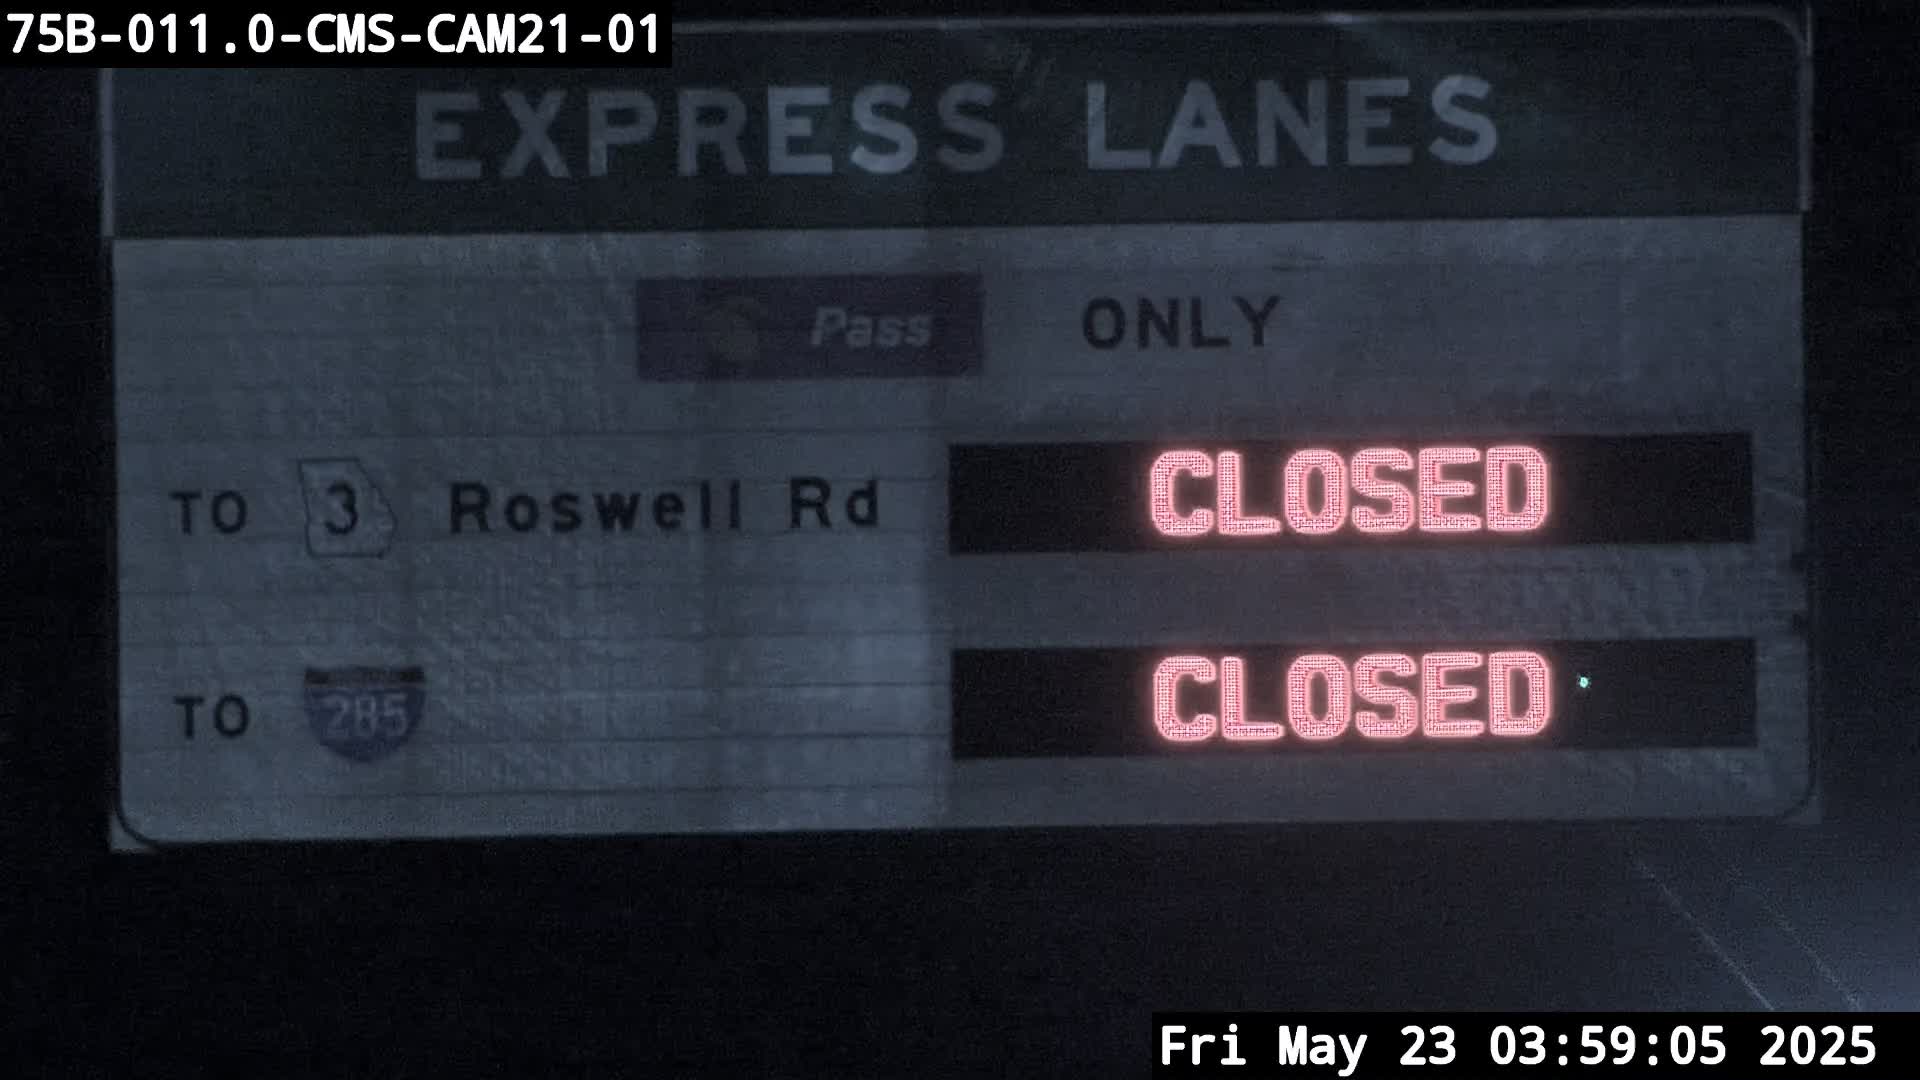 75B-011.0-CMS-CAM21-01
EXPRESS LANES
Pass ONLY
TO 3 Roswell Rd CLOSED
TO 285 CLOSED
Fri May 23 03:59:05 2025